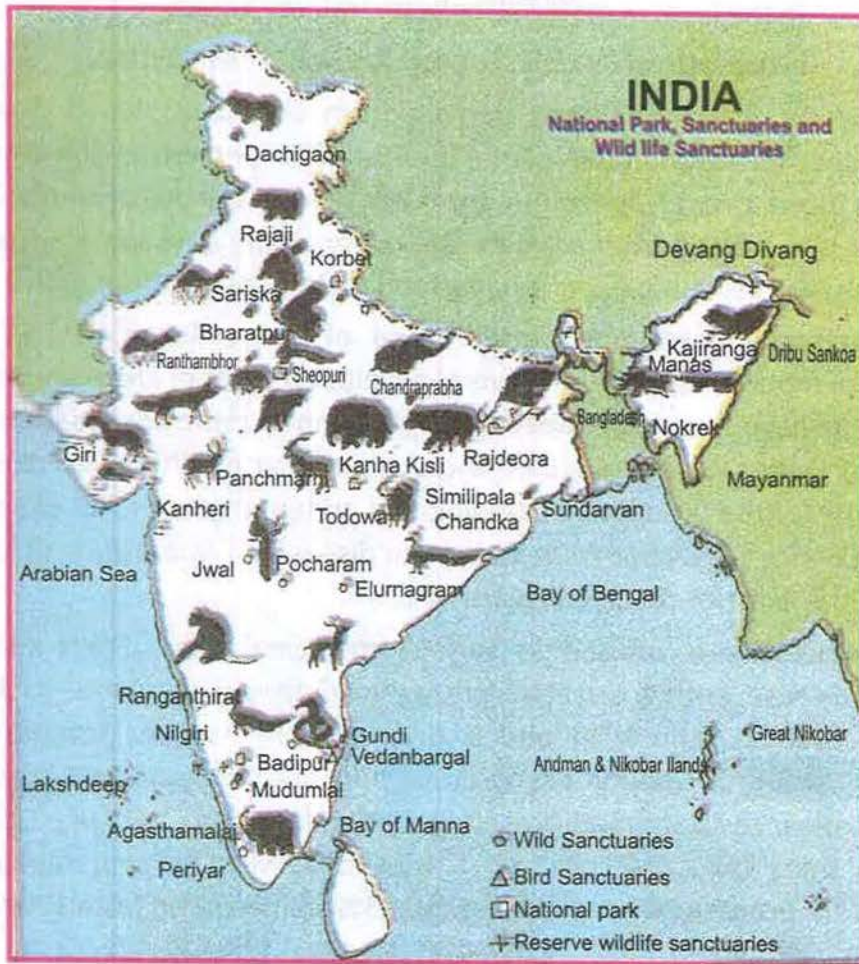 INDIA
National Park, Sanctuaries and
Wild life Sanctuaries
Dachigaon
Rajaji
Korbet
Devang Divang
Sariska
Bharatpu
Kajiranga
Dribu Sankoa
Manas
Ranthambhor
Sheopuri
Chandraprabha
Bangladesh
Nokrek
Giri
Panchmarh
Kanha Kisli
Rajdeora
Mayanmar
Similipala
Kanheri
Todowa
Chandka
Sundarvan
Arabian Sea
Jwal
Pocharam
Elurnagram
Bay of Bengal
Ranganthirat
Nilgiri
Gundi
Vedanbargal
Great Nikobar
Badipur
Andman & Nikobar Ilands
Lakshdeep
Mudumlai
Agasthamalai
Bay of Manna
Periyar
Wild Sanctuaries
Bird Sanctuaries
National park
Reserve wildlife sanctuaries